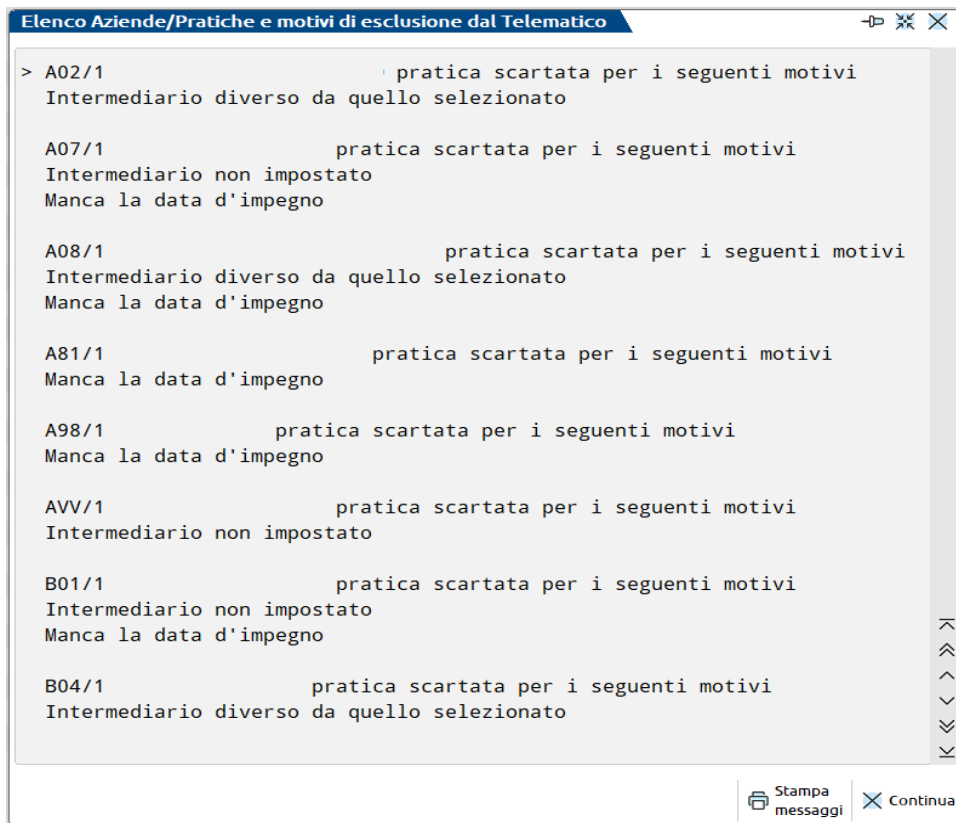 Elenco Aziende/Pratiche e motivi di esclusione dal Telematico
> A02/1 pratica scartata per i seguenti motivi
Intermediario diverso da quello selezionato
A07/1 pratica scartata per i seguenti motivi
Intermediario non impostato
Manca la data d'impegno
A08/1 pratica scartata per i seguenti motivi
Intermediario diverso da quello selezionato
Manca la data d'impegno
A81/1 pratica scartata per i seguenti motivi
Manca la data d'impegno
A98/1 pratica scartata per i seguenti motivi
Manca la data d'impegno
AVV/1 pratica scartata per i seguenti motivi
Intermediario non impostato
B01/1 pratica scartata per i seguenti motivi
Intermediario non impostato
Manca la data d'impegno
B04/1 pratica scartata per i seguenti motivi
Intermediario diverso da quello selezionato
Stampa
messaggi
Continua